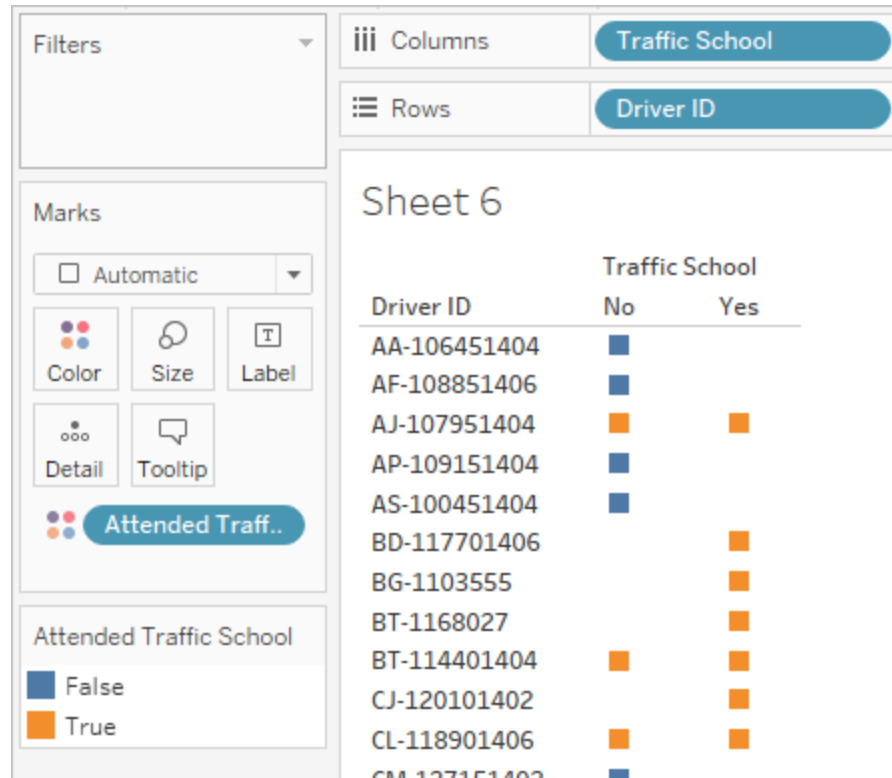 Filters
Columns
Traffic School
Rows
Driver ID
Marks
Automatic
Color
Size
Label
Detail
Tooltip
Attended Traff..
Attended Traffic School
False
True
Sheet 6
Traffic School
Driver ID No Yes
AA-106451404
AF-108851406
AJ-107951404
AP-109151404
AS-100451404
BD-117701406
BG-1103555
BT-1168027
BT-114401404
CJ-120101402
CL-118901406